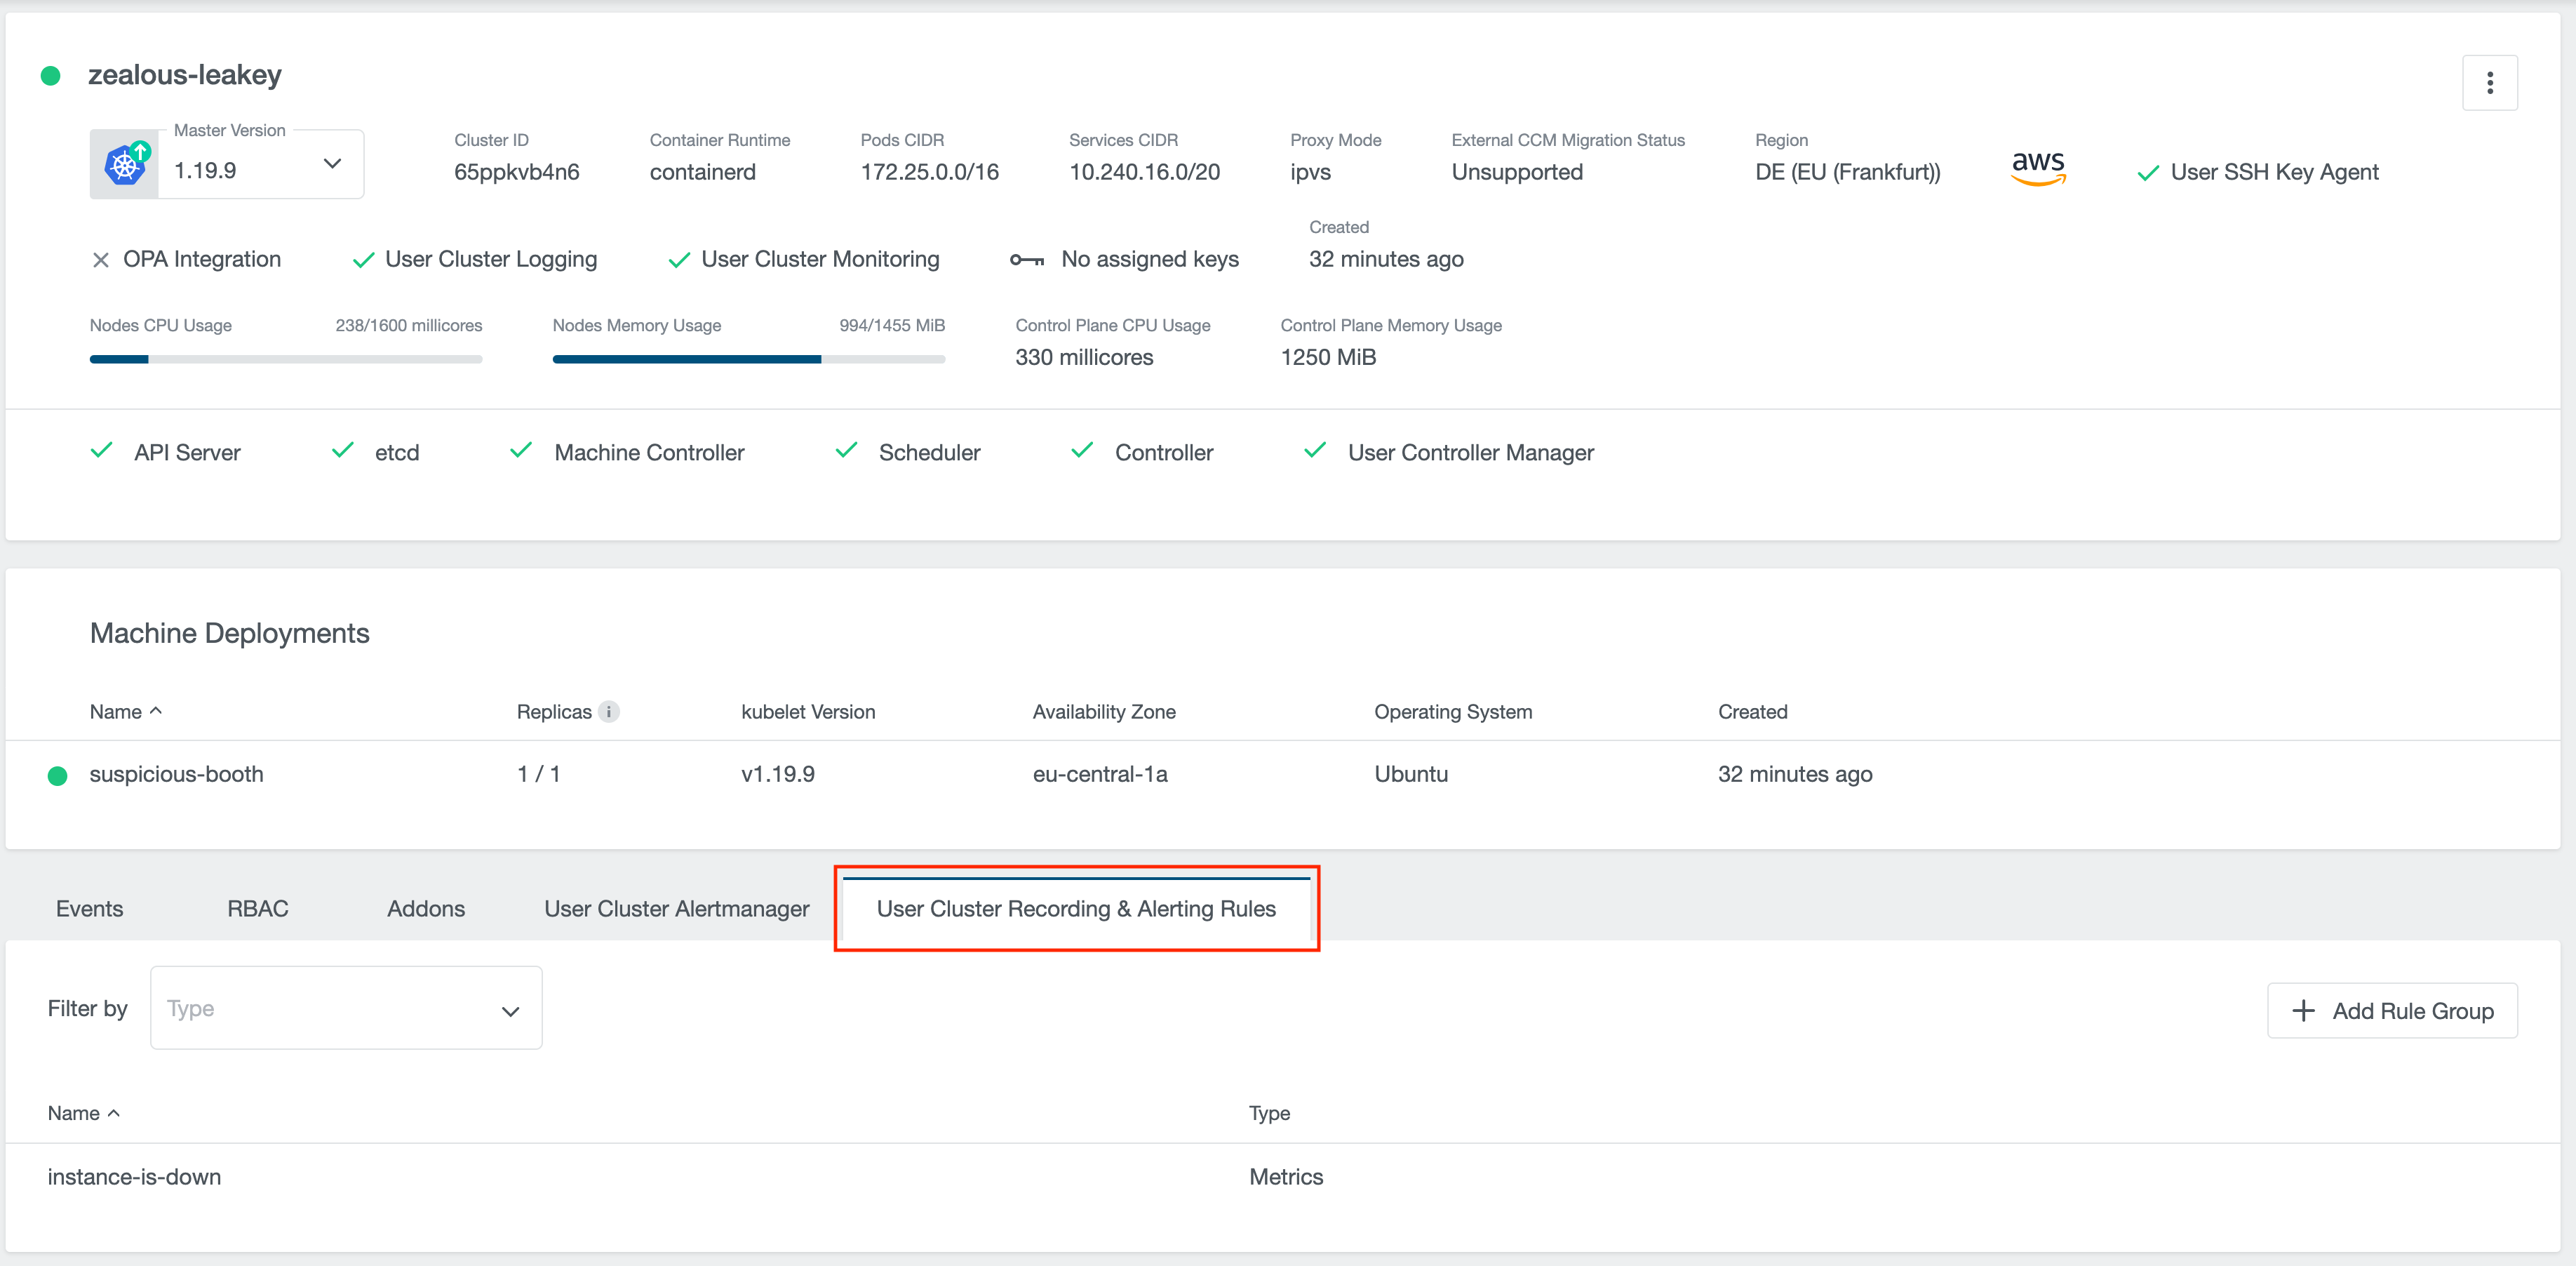 zealous-leakey
Master Version
1.19.9
Cluster ID
65ppkvb4n6
Container Runtime
containerd
Pods CIDR
172.25.0.0/16
Services CIDR
10.240.16.0/20
Proxy Mode
ipvs
External CCM Migration Status
Unsupported
Region
DE (EU (Frankfurt))
aws
User SSH Key Agent
OPA Integration
User Cluster Logging
User Cluster Monitoring
No assigned keys
Created
32 minutes ago
Nodes CPU Usage 238/1600 millicores
Nodes Memory Usage 994/1455 MiB
Control Plane CPU Usage
330 millicores
Control Plane Memory Usage
1250 MiB
API Server etcd Machine Controller Scheduler Controller User Controller Manager
Machine Deployments
Name Replicas i kubelet Version Availability Zone Operating System Created
suspicious-booth 1 / 1 v1.19.9 eu-central-1a Ubuntu 32 minutes ago
Events RBAC Addons User Cluster Alertmanager User Cluster Recording & Alerting Rules
Filter by Type + Add Rule Group
Name Type
instance-is-down Metrics